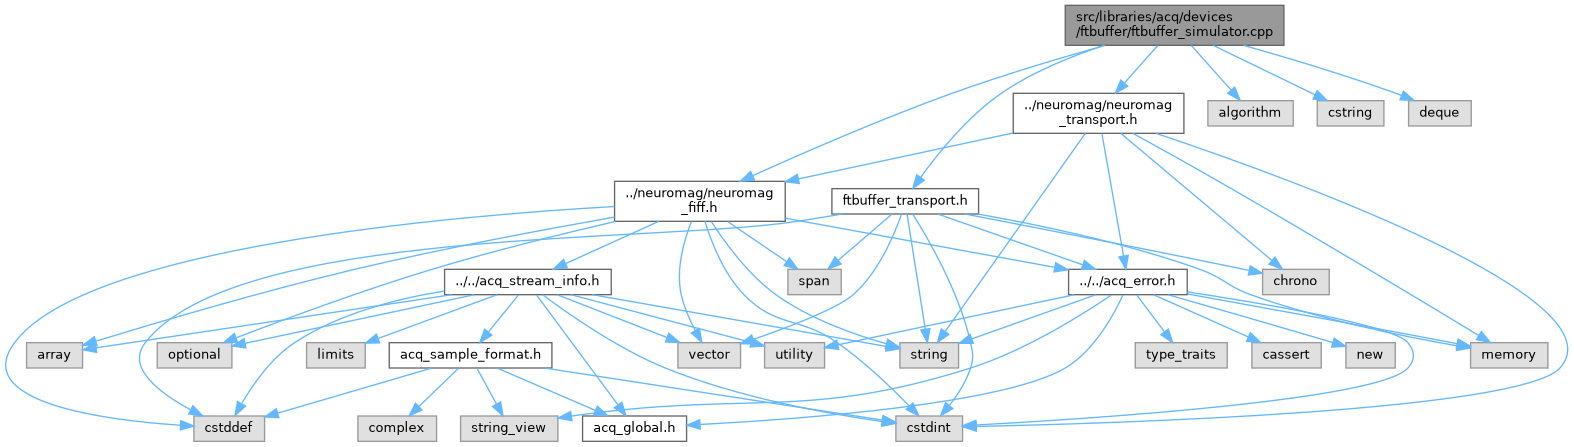 src/libraries/acq/devices
/ftbuffer/ftbuffer_simulator.cpp
../neuromag/neuromag
_transport.h
algorithm
cstring
deque
../neuromag/neuromag
_fiff.h
ftbuffer_transport.h
../../acq_stream_info.h
span
../../acq_error.h
chrono
array
optional
limits
acq_sample_format.h
vector
utility
string
type_traits
cassert
new
memory
cstddef
complex
string_view
acq_global.h
cstdint